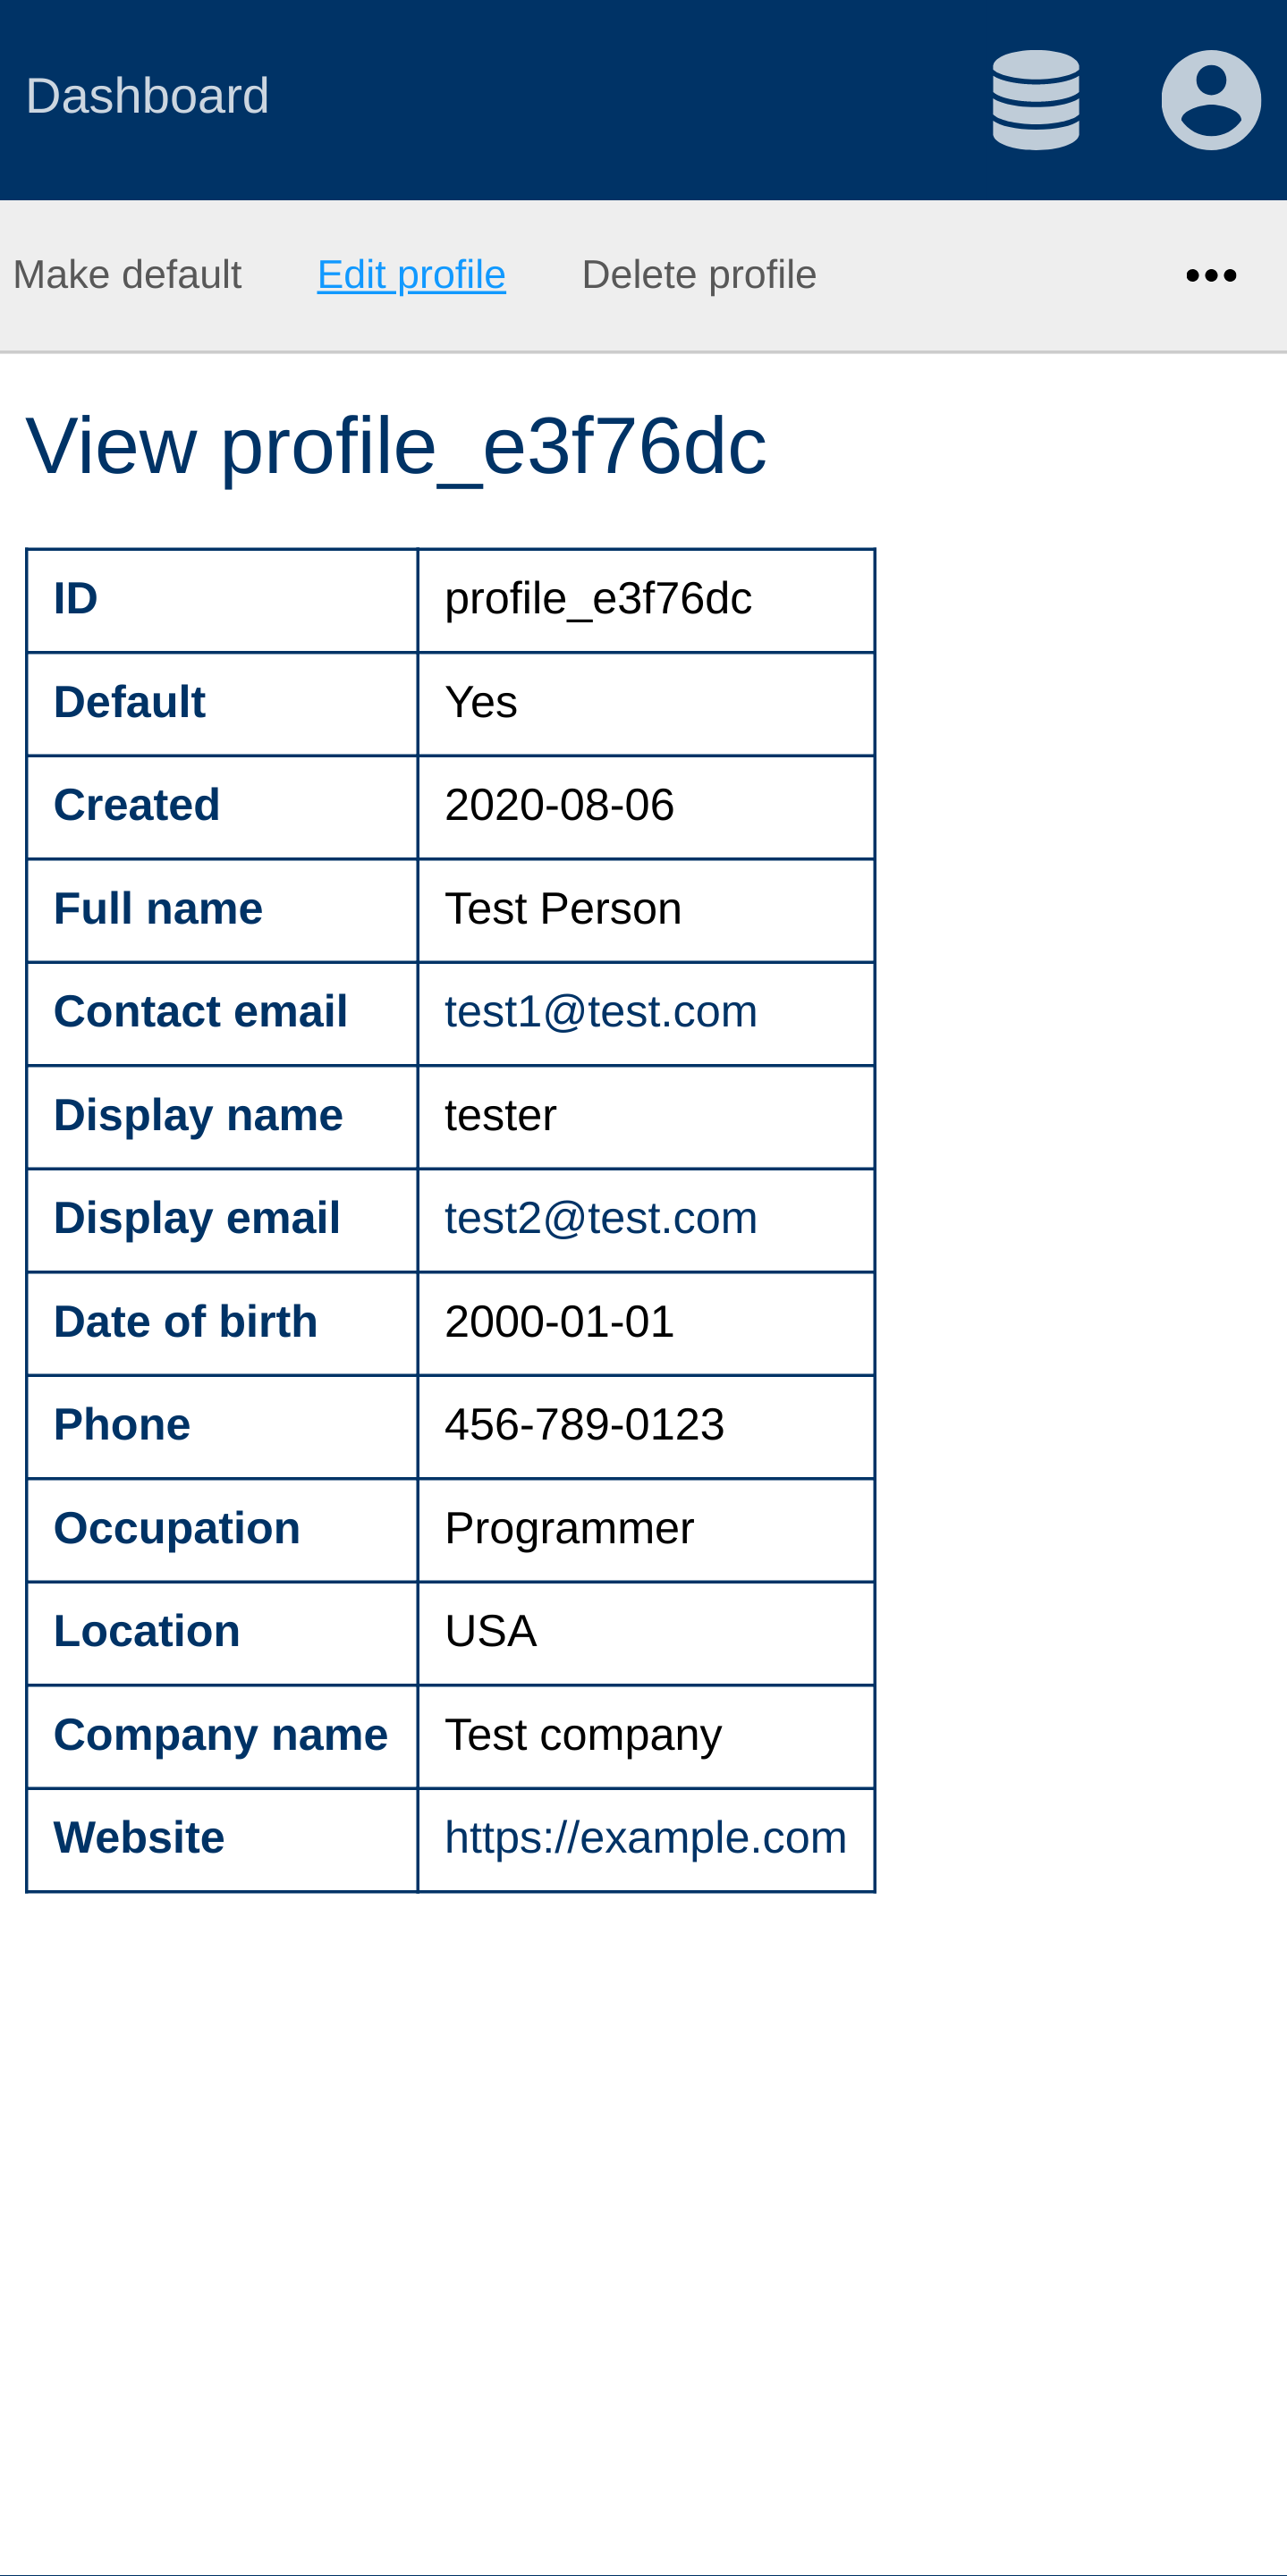 Dashboard
Make default Edit profile Delete profile
View profile_e3f76dc
ID profile_e3f76dc
Default Yes
Created 2020-08-06
Full name Test Person
Contact email test1@test.com
Display name tester
Display email test2@test.com
Date of birth 2000-01-01
Phone 456-789-0123
Occupation Programmer
Location USA
Company name Test company
Website https://example.com